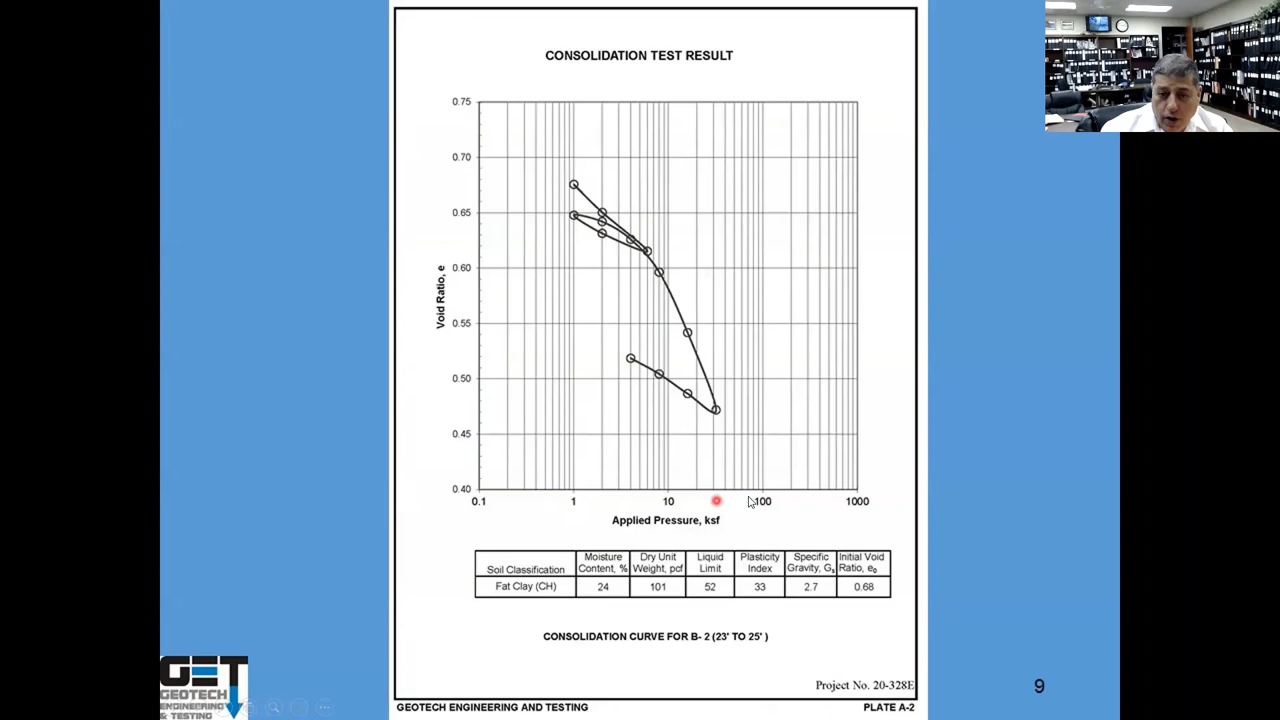 CONSOLIDATION TEST RESULT
0.75
0.70
0.65
0.60
0.55
0.50
0.45
0.40
Void Ratio, e
0.1 1 10 100 1000
Applied Pressure, ksf
Soil Classification Moisture Content, % Dry Unit Weight, pcf Liquid Limit Plasticity Index Specific Gravity, Gs Initial Void Ratio, e0
Fat Clay (CH) 24 101 52 33 2.7 0.68
CONSOLIDATION CURVE FOR B- 2 (23' TO 25' )
Project No. 20-328E
9
GEOTECH ENGINEERING AND TESTING PLATE A-2
GET
GEOTECH
ENGINEERING
& TESTING